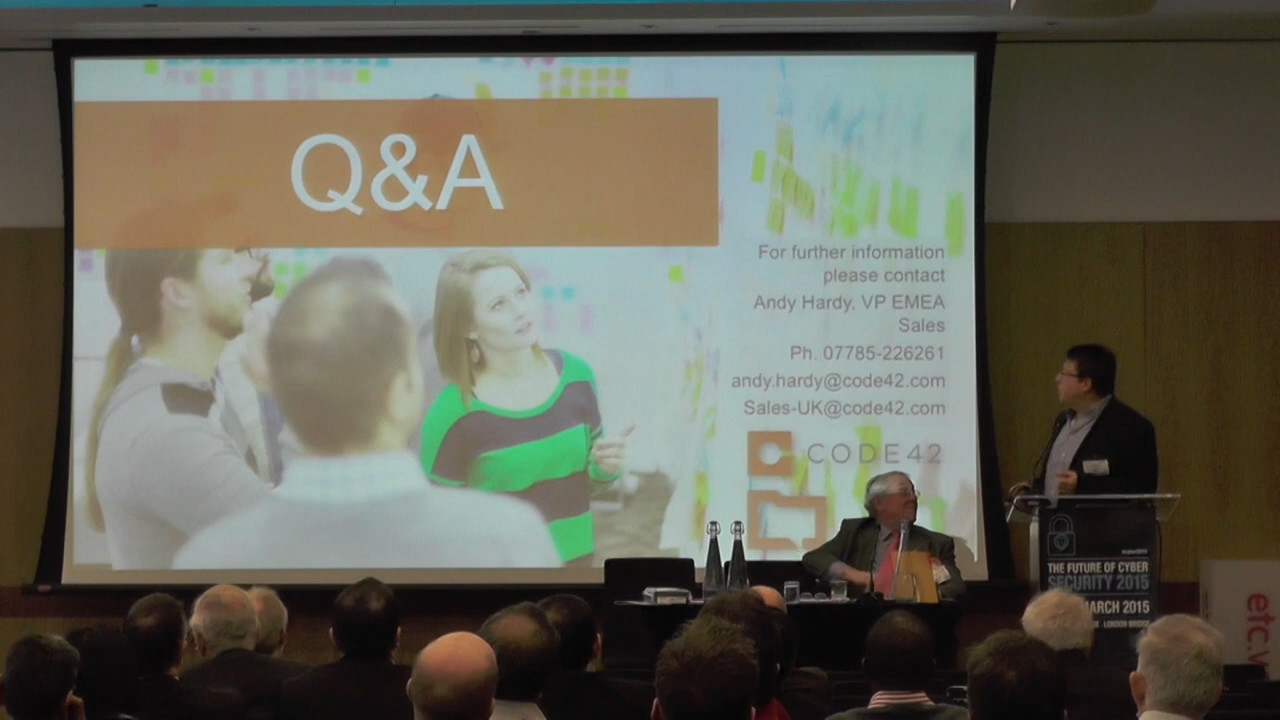 Q&A
For further information
please contact
Andy Hardy. VP EMEA
Sales
Ph. 07785-226261
andy.hardy@code42.com
Sales-UK@code42.com
CODE42
THE FUTURE OF CYBER
SECURITY 2015
MARCH 2015
LONDON BRIDGE
etc.v